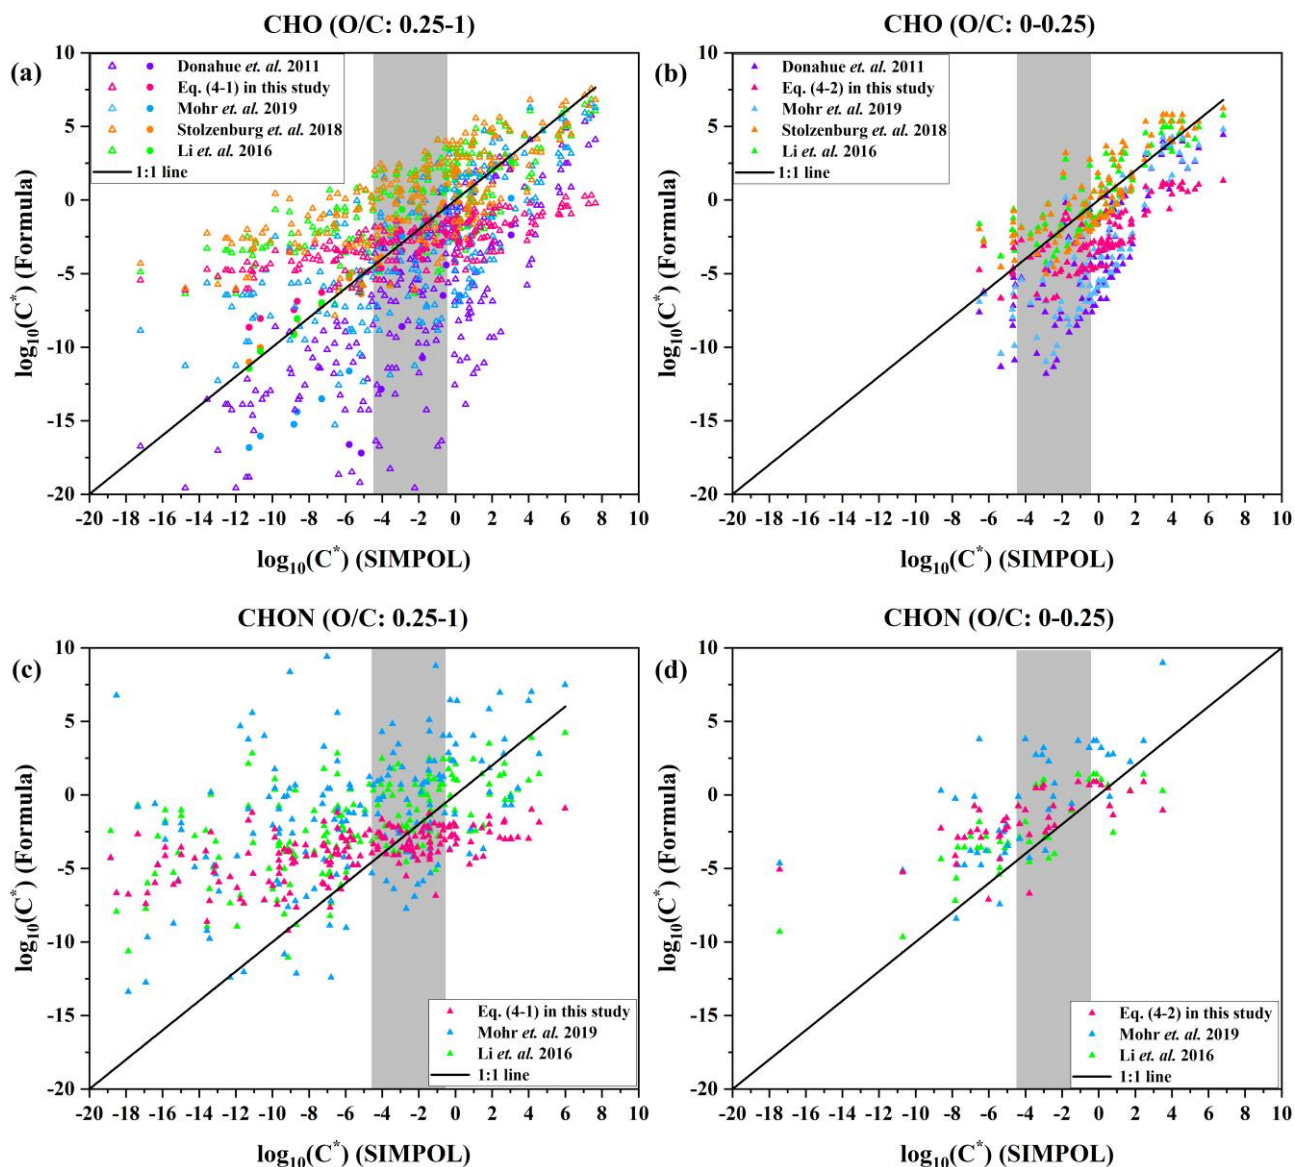 CHO (O/C: 0.25-1)
(a)
Donahue et. al. 2011
Eq. (4-1) in this study
Mohr et. al. 2019
Stolzenburg et. al. 2018
Li et. al. 2016
1:1 line
10
5
0
-5
-10
-15
-20
log10(C*) (Formula)
-20 -18 -16 -14 -12 -10 -8 -6 -4 -2 0 2 4 6 8 10
log10(C*) (SIMPOL)
CHO (O/C: 0-0.25)
(b)
Donahue et. al. 2011
Eq. (4-2) in this study
Mohr et. al. 2019
Stolzenburg et. al. 2018
Li et. al. 2016
1:1 line
10
5
0
-5
-10
-15
-20
log10(C*) (Formula)
-20 -18 -16 -14 -12 -10 -8 -6 -4 -2 0 2 4 6 8 10
log10(C*) (SIMPOL)
CHON (O/C: 0.25-1)
(c)
10
5
0
-5
-10
-15
-20
log10(C*) (Formula)
Eq. (4-1) in this study
Mohr et. al. 2019
Li et. al. 2016
1:1 line
-20 -18 -16 -14 -12 -10 -8 -6 -4 -2 0 2 4 6 8 10
log10(C*) (SIMPOL)
CHON (O/C: 0-0.25)
(d)
10
5
0
-5
-10
-15
-20
log10(C*) (Formula)
Eq. (4-2) in this study
Mohr et. al. 2019
Li et. al. 2016
1:1 line
-20 -18 -16 -14 -12 -10 -8 -6 -4 -2 0 2 4 6 8 10
log10(C*) (SIMPOL)